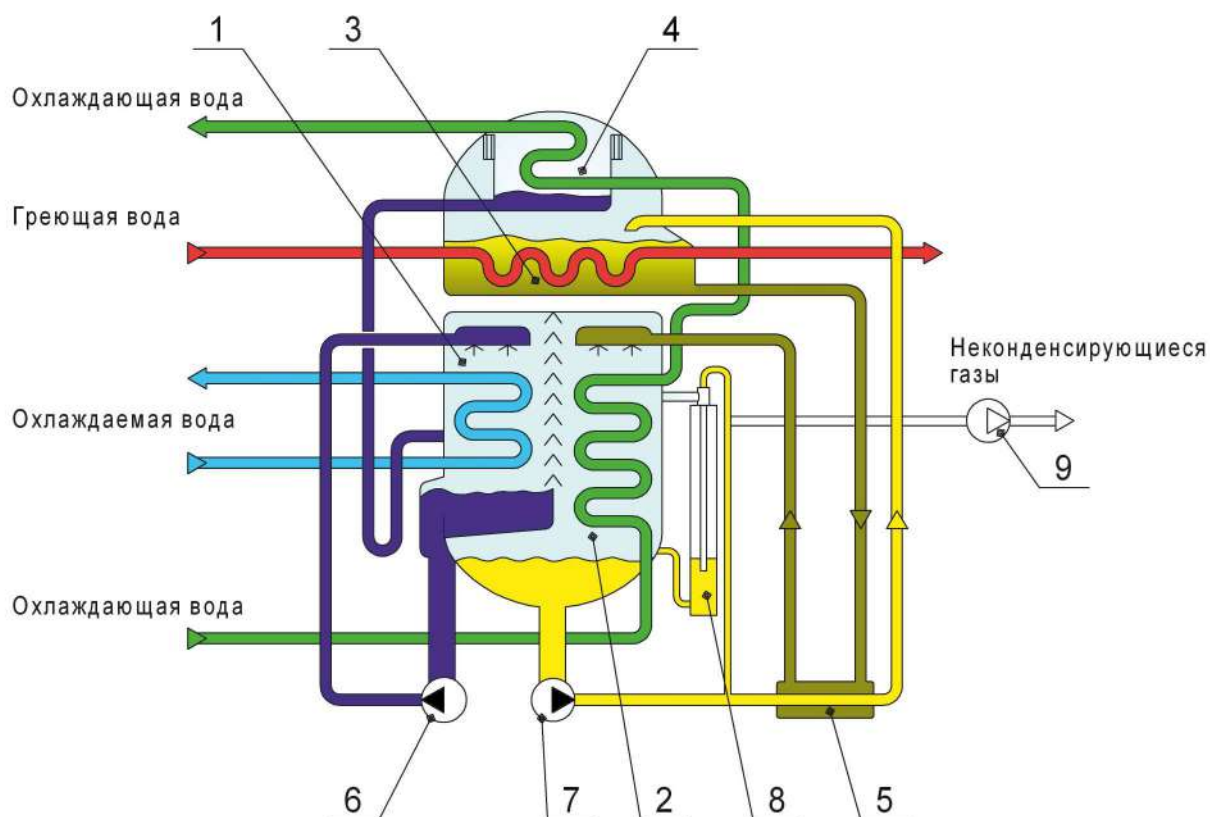 1
3
4
Охлаждающая вода
Греющая вода
Неконденсирующиеся
газы
Охлаждаемая вода
9
Охлаждающая вода
6
7
2
8
5